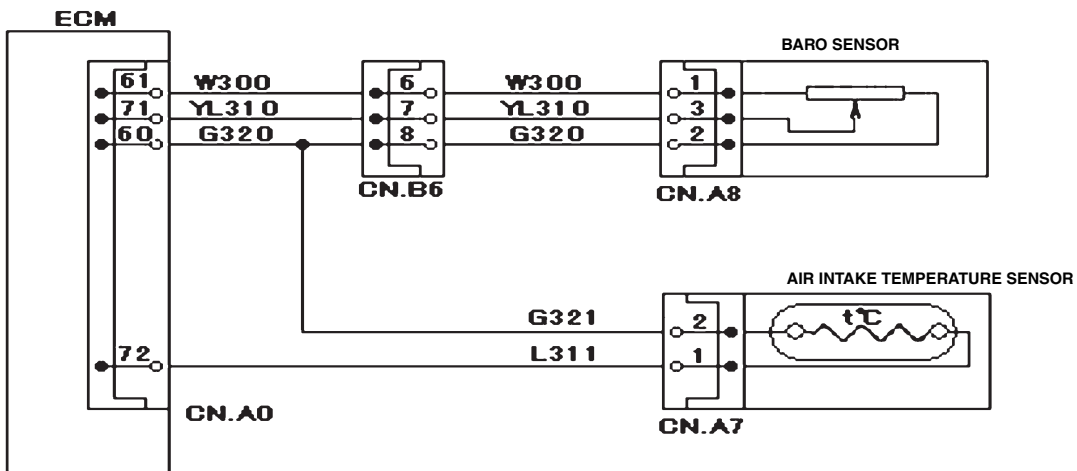 ECM
BARO SENSOR
61 W300 6 W300 1
71 YL310 7 YL310 3
60 G320 8 G320 2
CN.B6
CN.A8
AIR INTAKE TEMPERATURE SENSOR
G321 2 t°C
72 L311 1
CN.A0
CN.A7